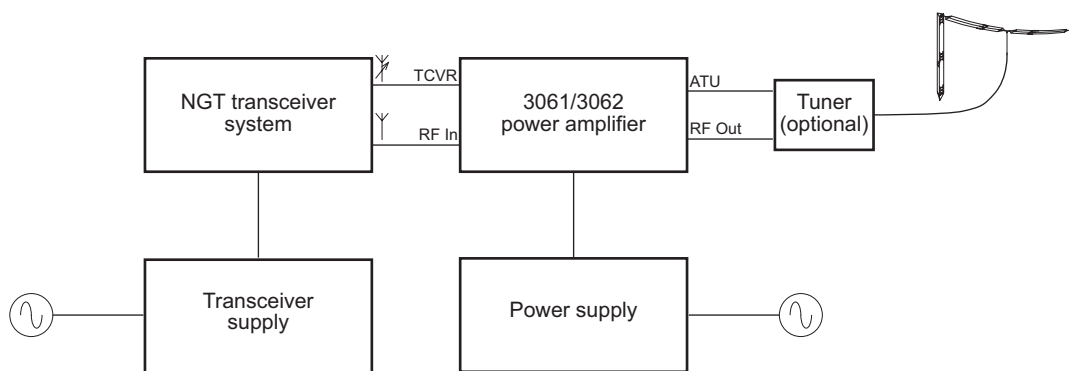 NGT transceiver
system
TCVR
RF In
3061/3062
power amplifier
ATU
RF Out
Tuner
(optional)
Transceiver
supply
Power supply